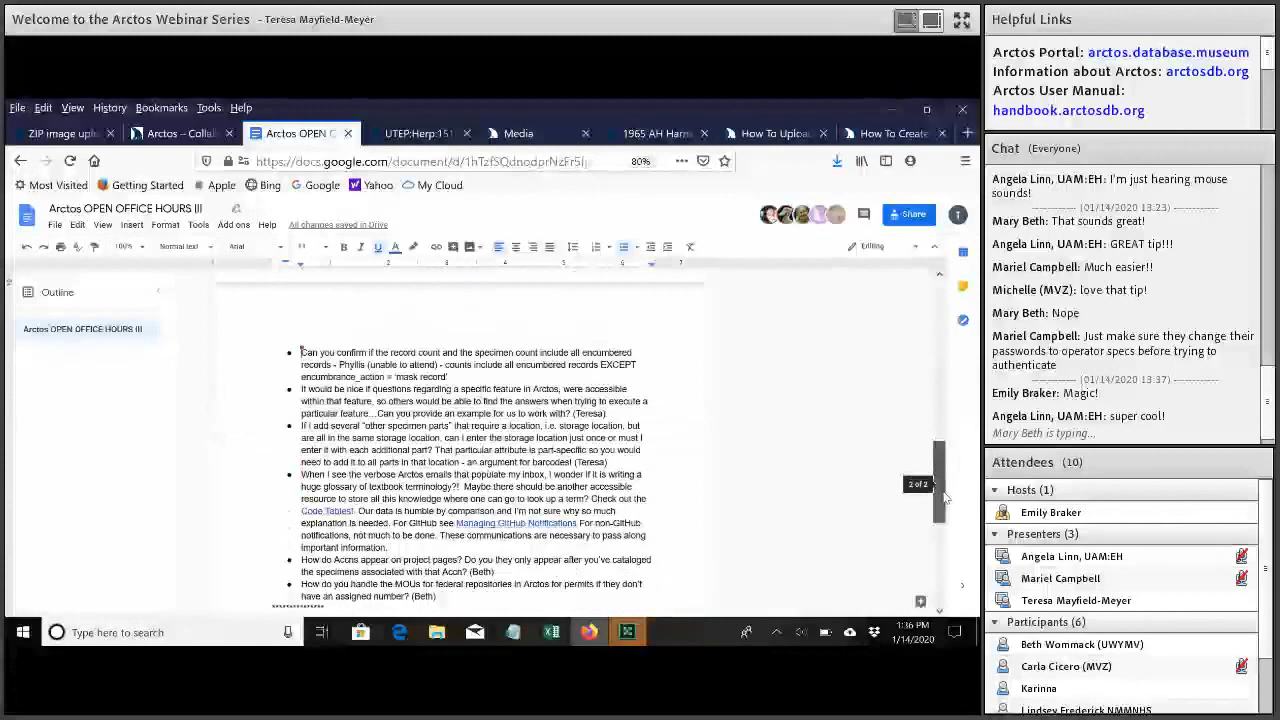 Welcome to the Arctos Webinar Series - Teresa Mayfield-Meyer
File Edit View History Bookmarks Tools Help
ZIP image uplo
Arctos – Collab
Arctos OPEN O
UTEP:Herp:151
Media
1965 AH Harri
How To Upload
How To Create
https://docs.google.com/document/d/
80%
Most Visited Getting Started Apple Bing Google Yahoo My Cloud
Arctos OPEN OFFICE HOURS III
File Edit View Insert Format Tools Add ons Help All changes saved in Drive
Share
T
100% Normal text Arial 11 B I U A Editing
1 2 3 4 5 6 7
Outline
Arctos OPEN OFFICE HOURS III
Can you confirm if the record count and the specimen count include all encumbered
records - Phyllis (unable to attend) - counts include all encumbered records EXCEPT
encumbrance_action = 'mask record'
It would be nice if questions regarding a specific feature in Arctos, were accessible
within that feature, so others would be able to find the answers when trying to execute a
particular feature…Can you provide an example for us to work with? (Teresa)
If I add several "other specimen parts" that require a location, i.e. storage location, but
are all in the same storage location, can I enter the storage location just once or must I
enter it with each additional part? That particular attribute is part-specific so you would
need to add it to all parts in that location - an argument for barcodes! (Teresa)
When I see the verbose Arctos emails that populate my inbox, I wonder if it is writing a
huge glossary of textbook terminology?! Maybe there should be another accessible
resource to store all this knowledge where one can go to look up a term? Check out the
Code Tables! Our data is humble by comparison and I'm not sure why so much
explanation is needed. For GitHub see Managing GitHub Notifications For non-GitHub
notifications, not much to be done. These communications are necessary to pass along
important information.
How do Accns appear on project pages? Do you they only appear after you've cataloged
the specimens associated with that Accn? (Beth)
How do you handle the MOUs for federal repositories in Arctos for permits if they don't
have an assigned number? (Beth)
2 of 2
Type here to search
1:36 PM
1/14/2020
Helpful Links
Arctos Portal: arctos.database.museum
Information about Arctos: arctosdb.org
Arctos User Manual:
handbook.arctosdb.org
Chat (Everyone)
Angela Linn, UAM:EH: I'm just hearing mouse
sounds!
(01/14/2020 13:23)
Mary Beth: That sounds great!
Angela Linn, UAM:EH: GREAT tip!!!
Mariel Campbell: Much easier!!
Michelle (MVZ): love that tip!
Mary Beth: Nope
Mariel Campbell: Just make sure they change their
passwords to operator specs before trying to
authenticate
(01/14/2020 13:37)
Emily Braker: Magic!
Angela Linn, UAM:EH: super cool!
Mary Beth is typing...
Attendees (10)
Hosts (1)
Emily Braker
Presenters (3)
Angela Linn, UAM:EH
Mariel Campbell
Teresa Mayfield-Meyer
Participants (6)
Beth Wommack (UWYMV)
Carla Cicero (MVZ)
Karinna
Lindsey Frederick NMMNHS